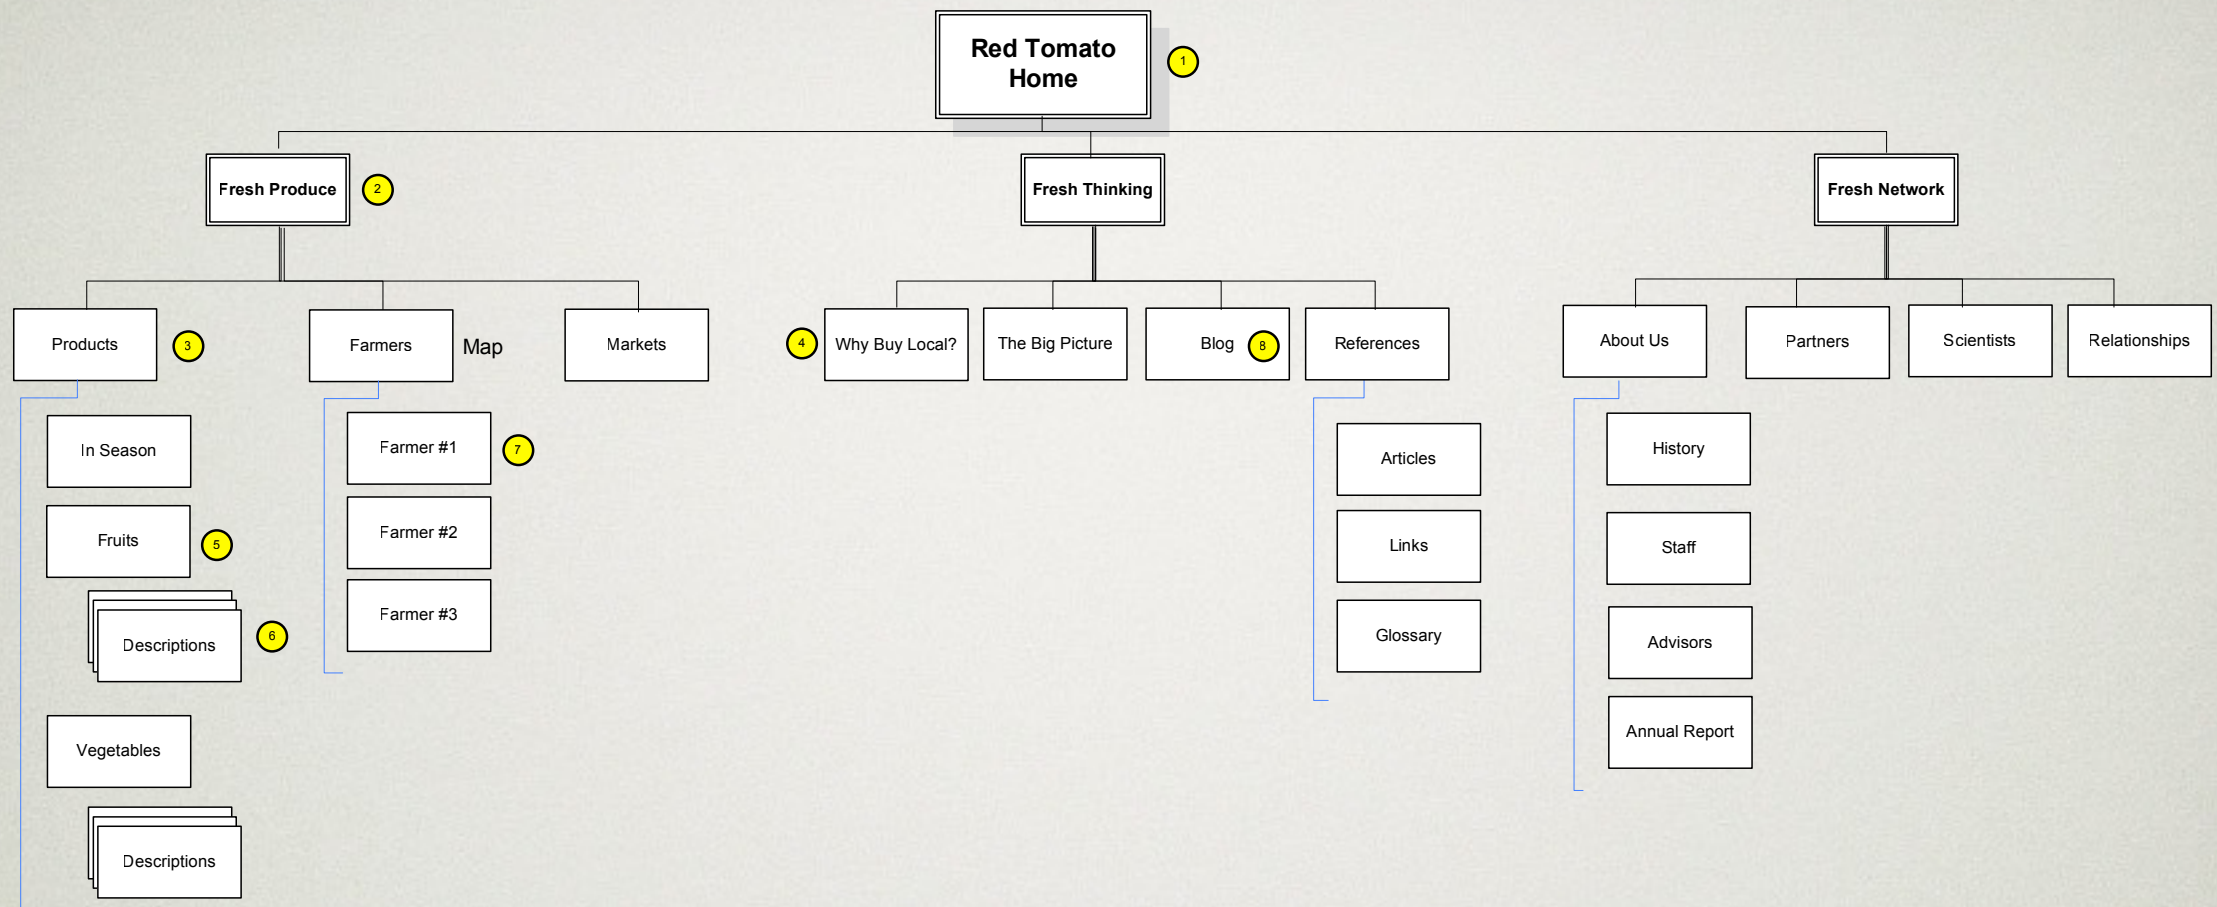 Red Tomato
Home
1
Fresh Produce
2
Fresh Thinking
Fresh Network
Products
3
Farmers
Map
Markets
4
Why Buy Local?
The Big Picture
Blog
8
References
About Us
Partners
Scientists
Relationships
In Season
Fruits
5
Descriptions
6
Vegetables
Descriptions
Farmer #1
7
Farmer #2
Farmer #3
Articles
Links
Glossary
History
Staff
Advisors
Annual Report